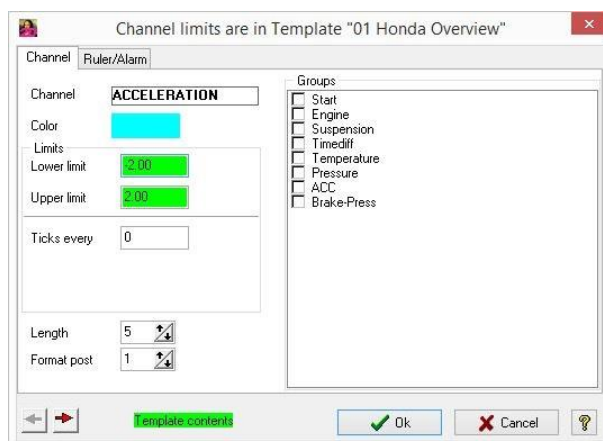 Channel limits are in Template "01 Honda Overview"
Channel Ruler/Alarm
Channel ACCELERATION
Color
Limits
Lower limit -2.00
Upper limit 2.00
Ticks every 0
Length 5
Format post 1
Groups
Start
Engine
Suspension
Timediff
Temperature
Pressure
ACC
Brake-Press
Template contents
Ok
Cancel
?